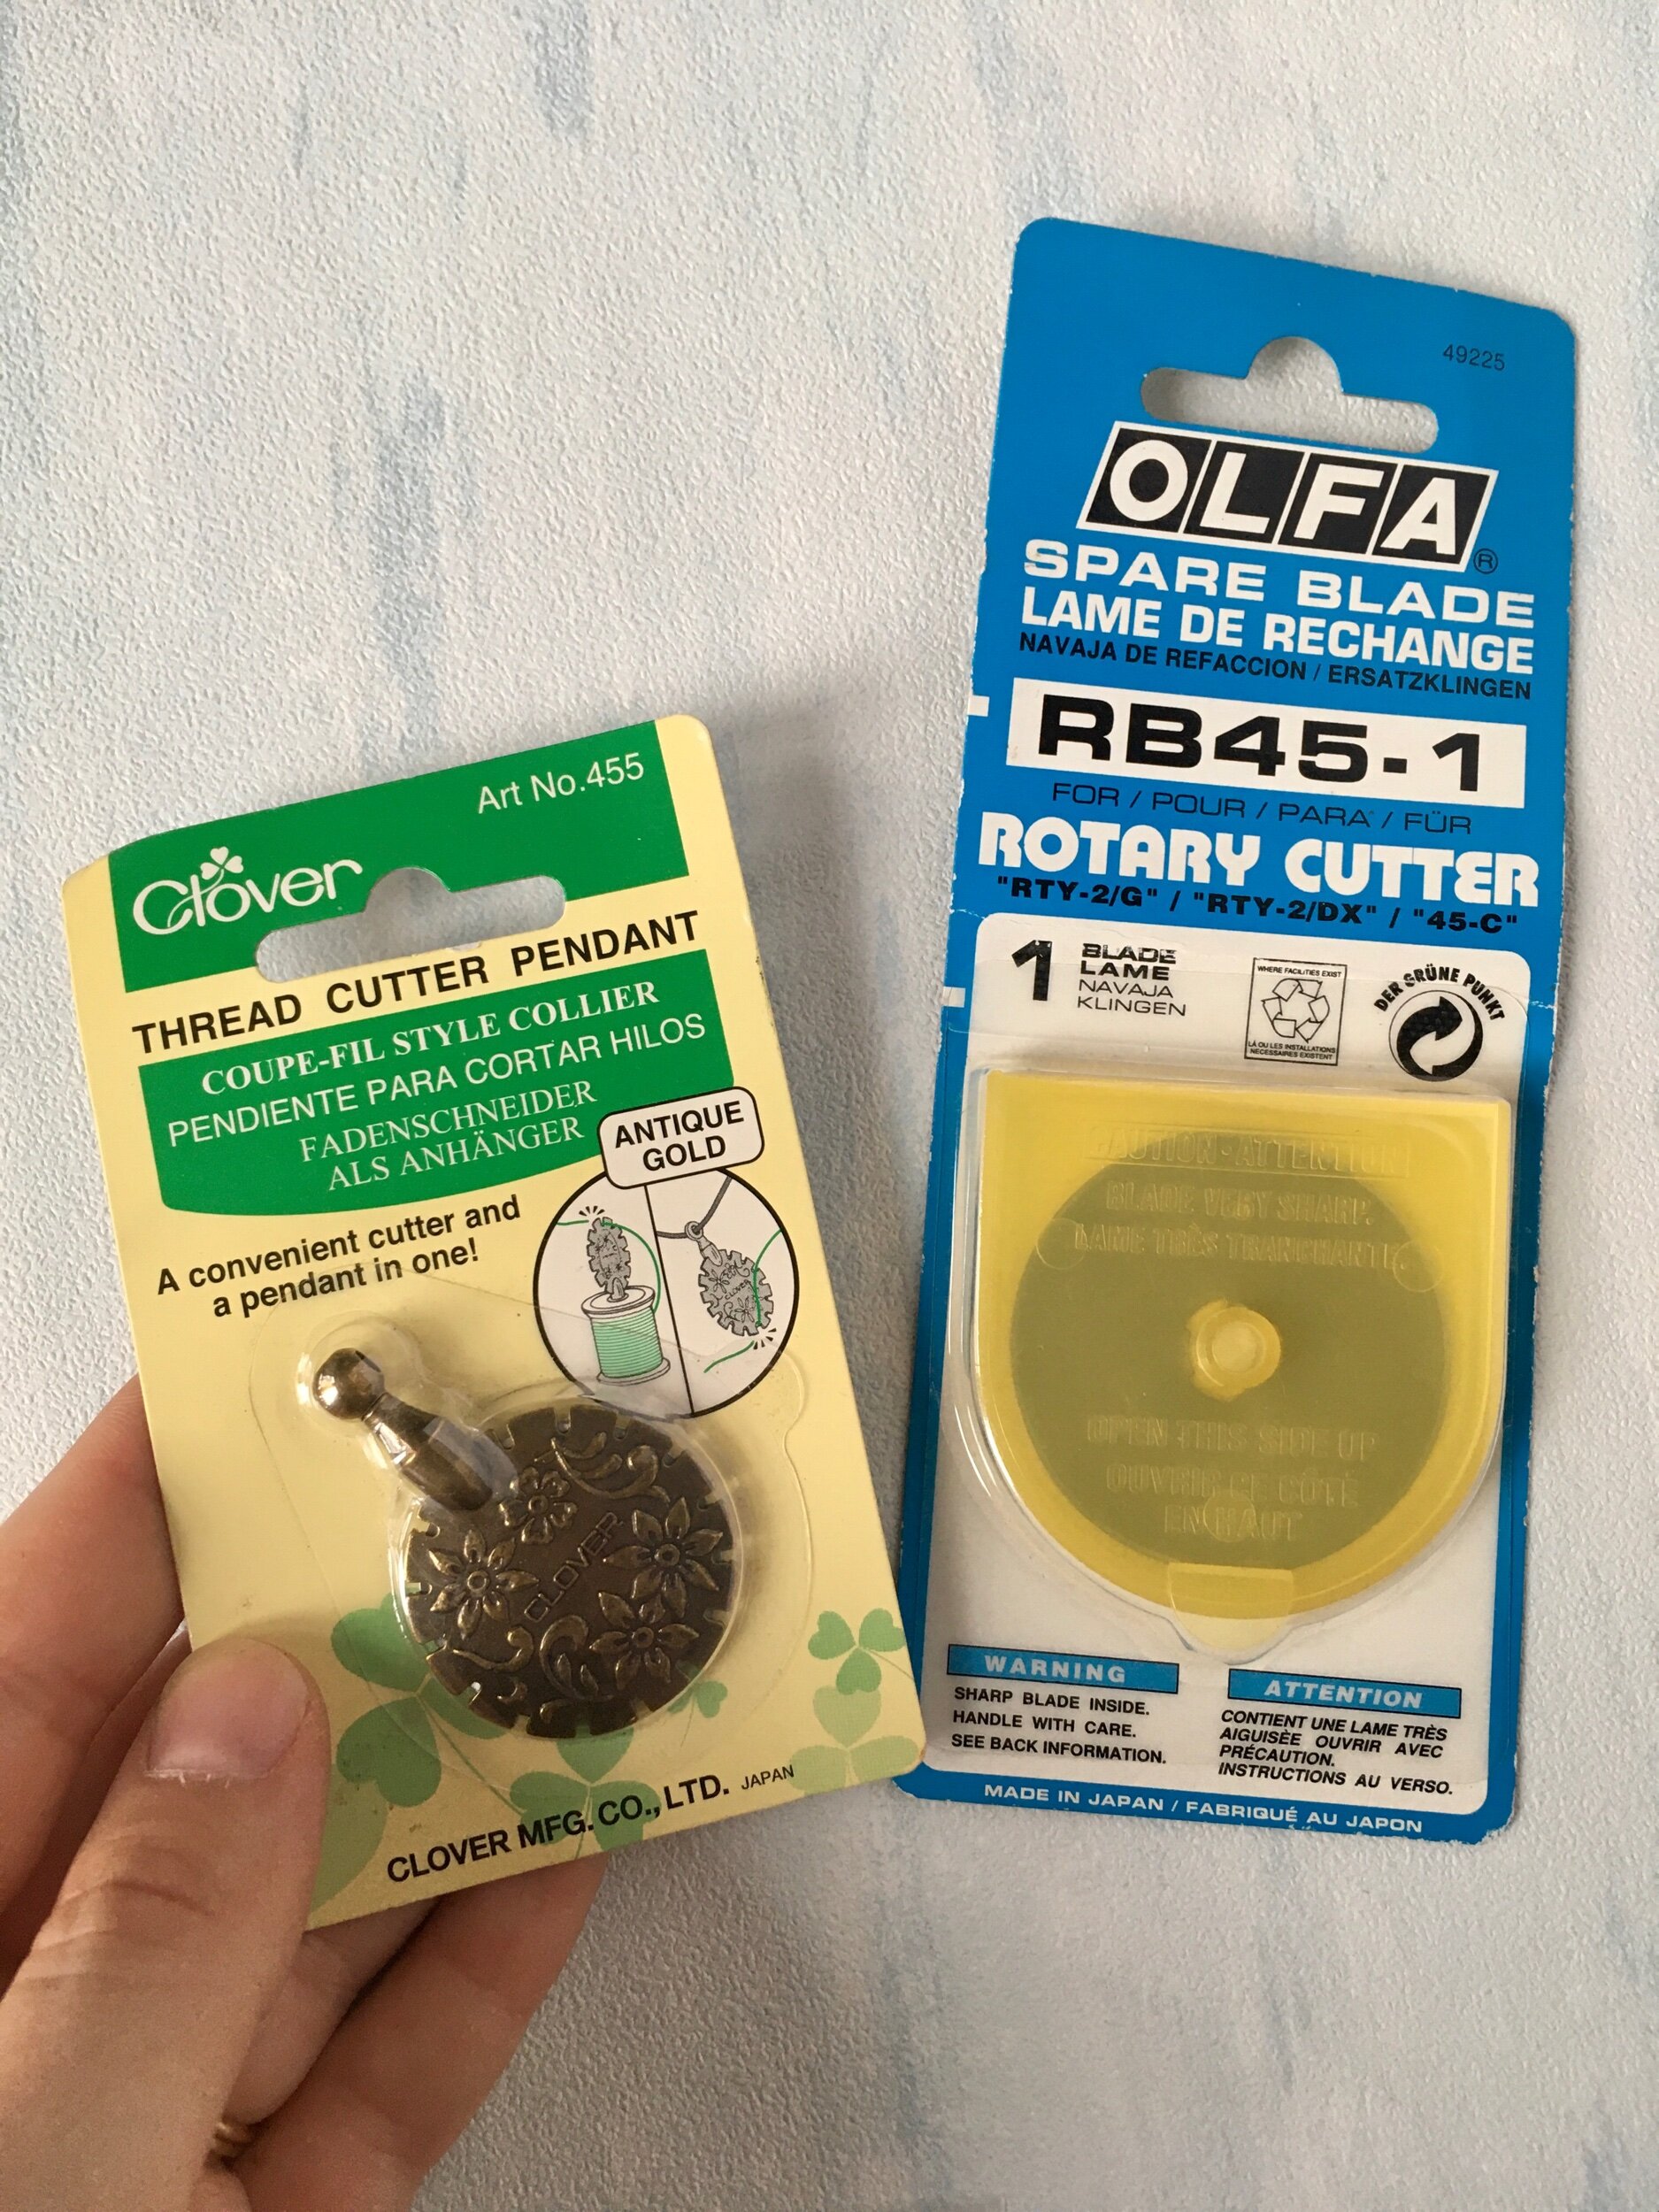 Art No.455
Clover
THREAD CUTTER PENDANT
COUPE-FIL STYLE COLLIER
PENDIENTE PARA CORTAR HILOS
FADENSCHNEIDER
ALS ANHÄNGER
ANTIQUE
GOLD
A convenient cutter and
a pendant in one!
CLOVER
CLOVER
CLOVER MFG. CO., LTD. JAPAN
49225
OLFA®
SPARE BLADE
LAME DE RECHANGE
NAVAJA DE REFACCION / ERSATZKLINGEN
RB45-1
FOR / POUR / PARA / FÜR
ROTARY CUTTER
"RTY-2/G" / "RTY-2/DX" / "45-C"
1 BLADE
LAME
NAVAJA
KLINGEN
WHERE FACILITIES EXIST
LÀ OU LES INSTALLATIONS
NÉCESSAIRES EXISTENT
DER GRÜNE PUNKT
CAUTION·ATTENTION
BLADE VERY SHARP.
LAME TRÈS TRANCHANTE.
OPEN THIS SIDE UP
OUVRIR CE CÔTÉ
EN HAUT
WARNING
SHARP BLADE INSIDE.
HANDLE WITH CARE.
SEE BACK INFORMATION.
ATTENTION
CONTIENT UNE LAME TRÈS
AIGUISÈE OUVRIR AVEC
PRÉCAUTION.
INSTRUCTIONS AU VERSO.
MADE IN JAPAN / FABRIQUÉ AU JAPON